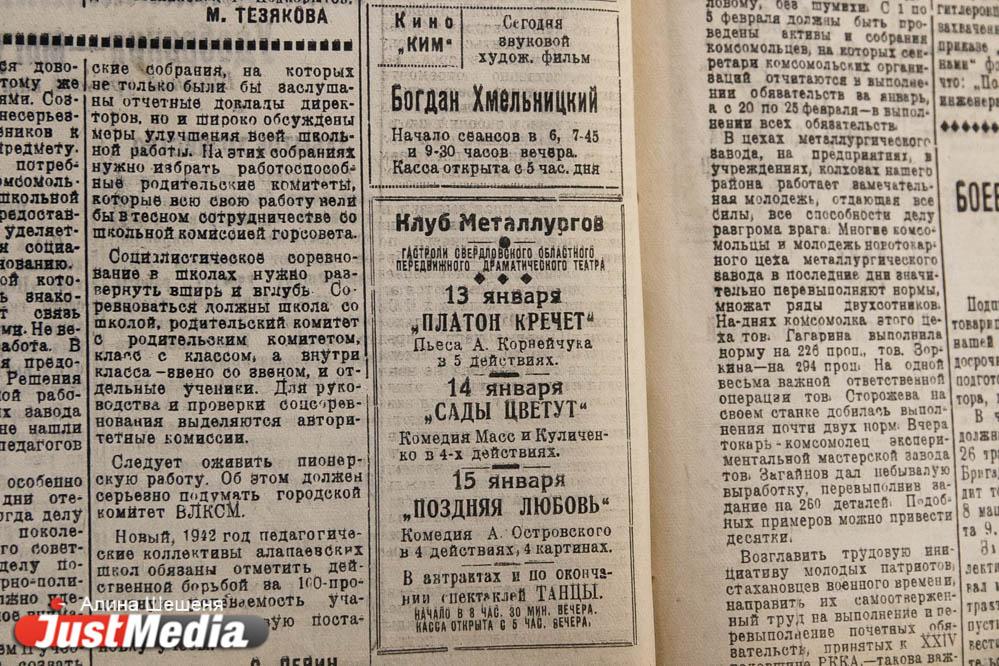 М. ТЕЗЯКОВА
ские собрания, на которых
не только были бы заслуша-
ны отчетные доклады дирек-
торов, но и широко обсуждены
меры улучшения всей школь-
ной работы. На этих собраниях
нужно избрать работоспособ-
ные родительские комитеты,
которые всю свою работу вели
бы в тесном сотрудничестве со
школьной комиссией горсовета.
Социалистическое соревно-
вание в школах нужно раз-
вернуть вширь и вглубь. Со-
ревноваться должны школа со
школой, родительский комитет
с родительским комитетом,
класс с классом, а внутри
класса—звено со звеном, и от-
дельные ученики. Для руко-
водства и проверки соцсорев-
нования выделяются автори-
тетные комиссии.
Следует оживить пионер-
скую работу. Об этом должен
серьезно подумать городской
комитет ВЛКСМ.
Новый, 1942 год педагогиче-
ские коллективы алапаевских
школ обязаны отметить дей-
ственной борьбой за 100-про-
Кино
„КИМ"
Сегодня
звуковой
худож. фильм
Богдан Хмельницкий
Начало сеансов в 6, 7-45
и 9-30 часов вечера.
Касса открыта с 5 час. дня
Клуб Металлургов
ГАСТРОЛИ СВЕРДЛОВСКОГО ОБЛАСТНОГО
ПЕРЕДВИЖНОГО ДРАМАТИЧЕСКОГО ТЕАТРА
13 января
„ПЛАТОН КРЕЧЕТ"
Пьеса А. Корнейчука
в 5 действиях.
14 января
„САДЫ ЦВЕТУТ"
Комедия Масс и Куличен-
ко в 4-х действиях.
15 января
„ПОЗДНЯЯ ЛЮБОВЬ"
Комедия А. Островского
в 4 действиях, 4 картинах.
В антрактах и по оконча-
нии спектаклей ТАНЦЫ.
НАЧАЛО В 8 ЧАС. 30 МИН. ВЕЧЕРА.
КАССА ОТКРЫТА С 5 ЧАС. ВЕЧЕРА.
ловому, без шумихи. С 1 по
5 февраля должны быть про-
ведены активы и собрания
комсомольцев, на которых сек-
ретари комсомольских органи-
заций отчитаются в выполне-
нии обязательств за январь,
а с 20 по 25 февраля—в выпол-
нении всех обязательств.
В цехах металлургического
завода, на предприятиях, в
учреждениях, колхозах нашего
района работает замечатель-
ная молодежь, отдающая все
силы, все способности делу
разгрома врага. Многие комсо-
мольцы и молодежь новотокар-
ного цеха металлургического
завода в последние дни значи-
тельно перевыполняют нормы,
множат ряды двухсотников.
На-днях комсомолка этого це-
ха тов. Гагарина выполнила
норму на 226 проц., тов. Зор-
кина—на 294 проц. На одной
весьма важной ответственной
операции тов. Сторожева на
своем станке добилась выпол-
нения почти двух норм. Вчера
токарь-комсомолец экспери-
ментальной мастерской завода
тов. Загайнов дал небывалую
выработку, перевыполнив за-
дание на 260 деталей. Подоб-
ных примеров можно привести
десятки.
Возглавить трудовую ини-
циативу молодых патриотов,
стахановцев военного времени,
направить их самоотвержен-
ный труд на выполнение и пе-
ревыполнение почетных обя-
зательств, принятых к XXIV
годовщине РККА,—такова важ-
Алина Шешеня
JustMedia